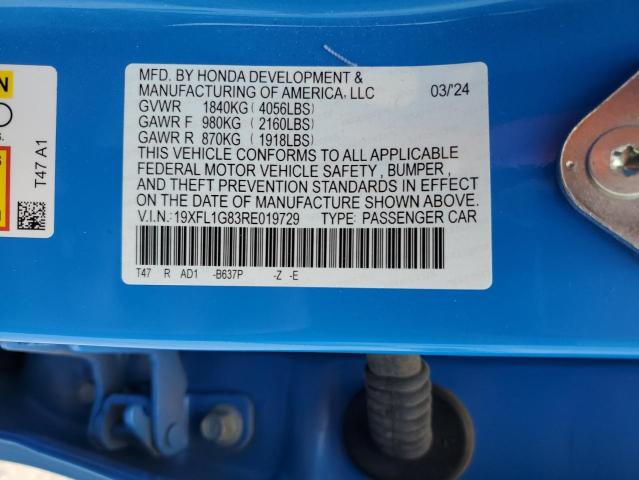 N
S.
T47 A1
MFD. BY HONDA DEVELOPMENT &
MANUFACTURING OF AMERICA, LLC 03/'24
GVWR 1840KG ( 4056LBS)
GAWR F 980KG ( 2160LBS)
GAWR R 870KG ( 1918LBS)
THIS VEHICLE CONFORMS TO ALL APPLICABLE
FEDERAL MOTOR VEHICLE SAFETY , BUMPER ,
AND THEFT PREVENTION STANDARDS IN EFFECT
ON THE DATE OF MANUFACTURE SHOWN ABOVE.
V.I.N.: 19XFL1G83RE019729 TYPE: PASSENGER CAR
T47 R AD1 -B637P -Z -E